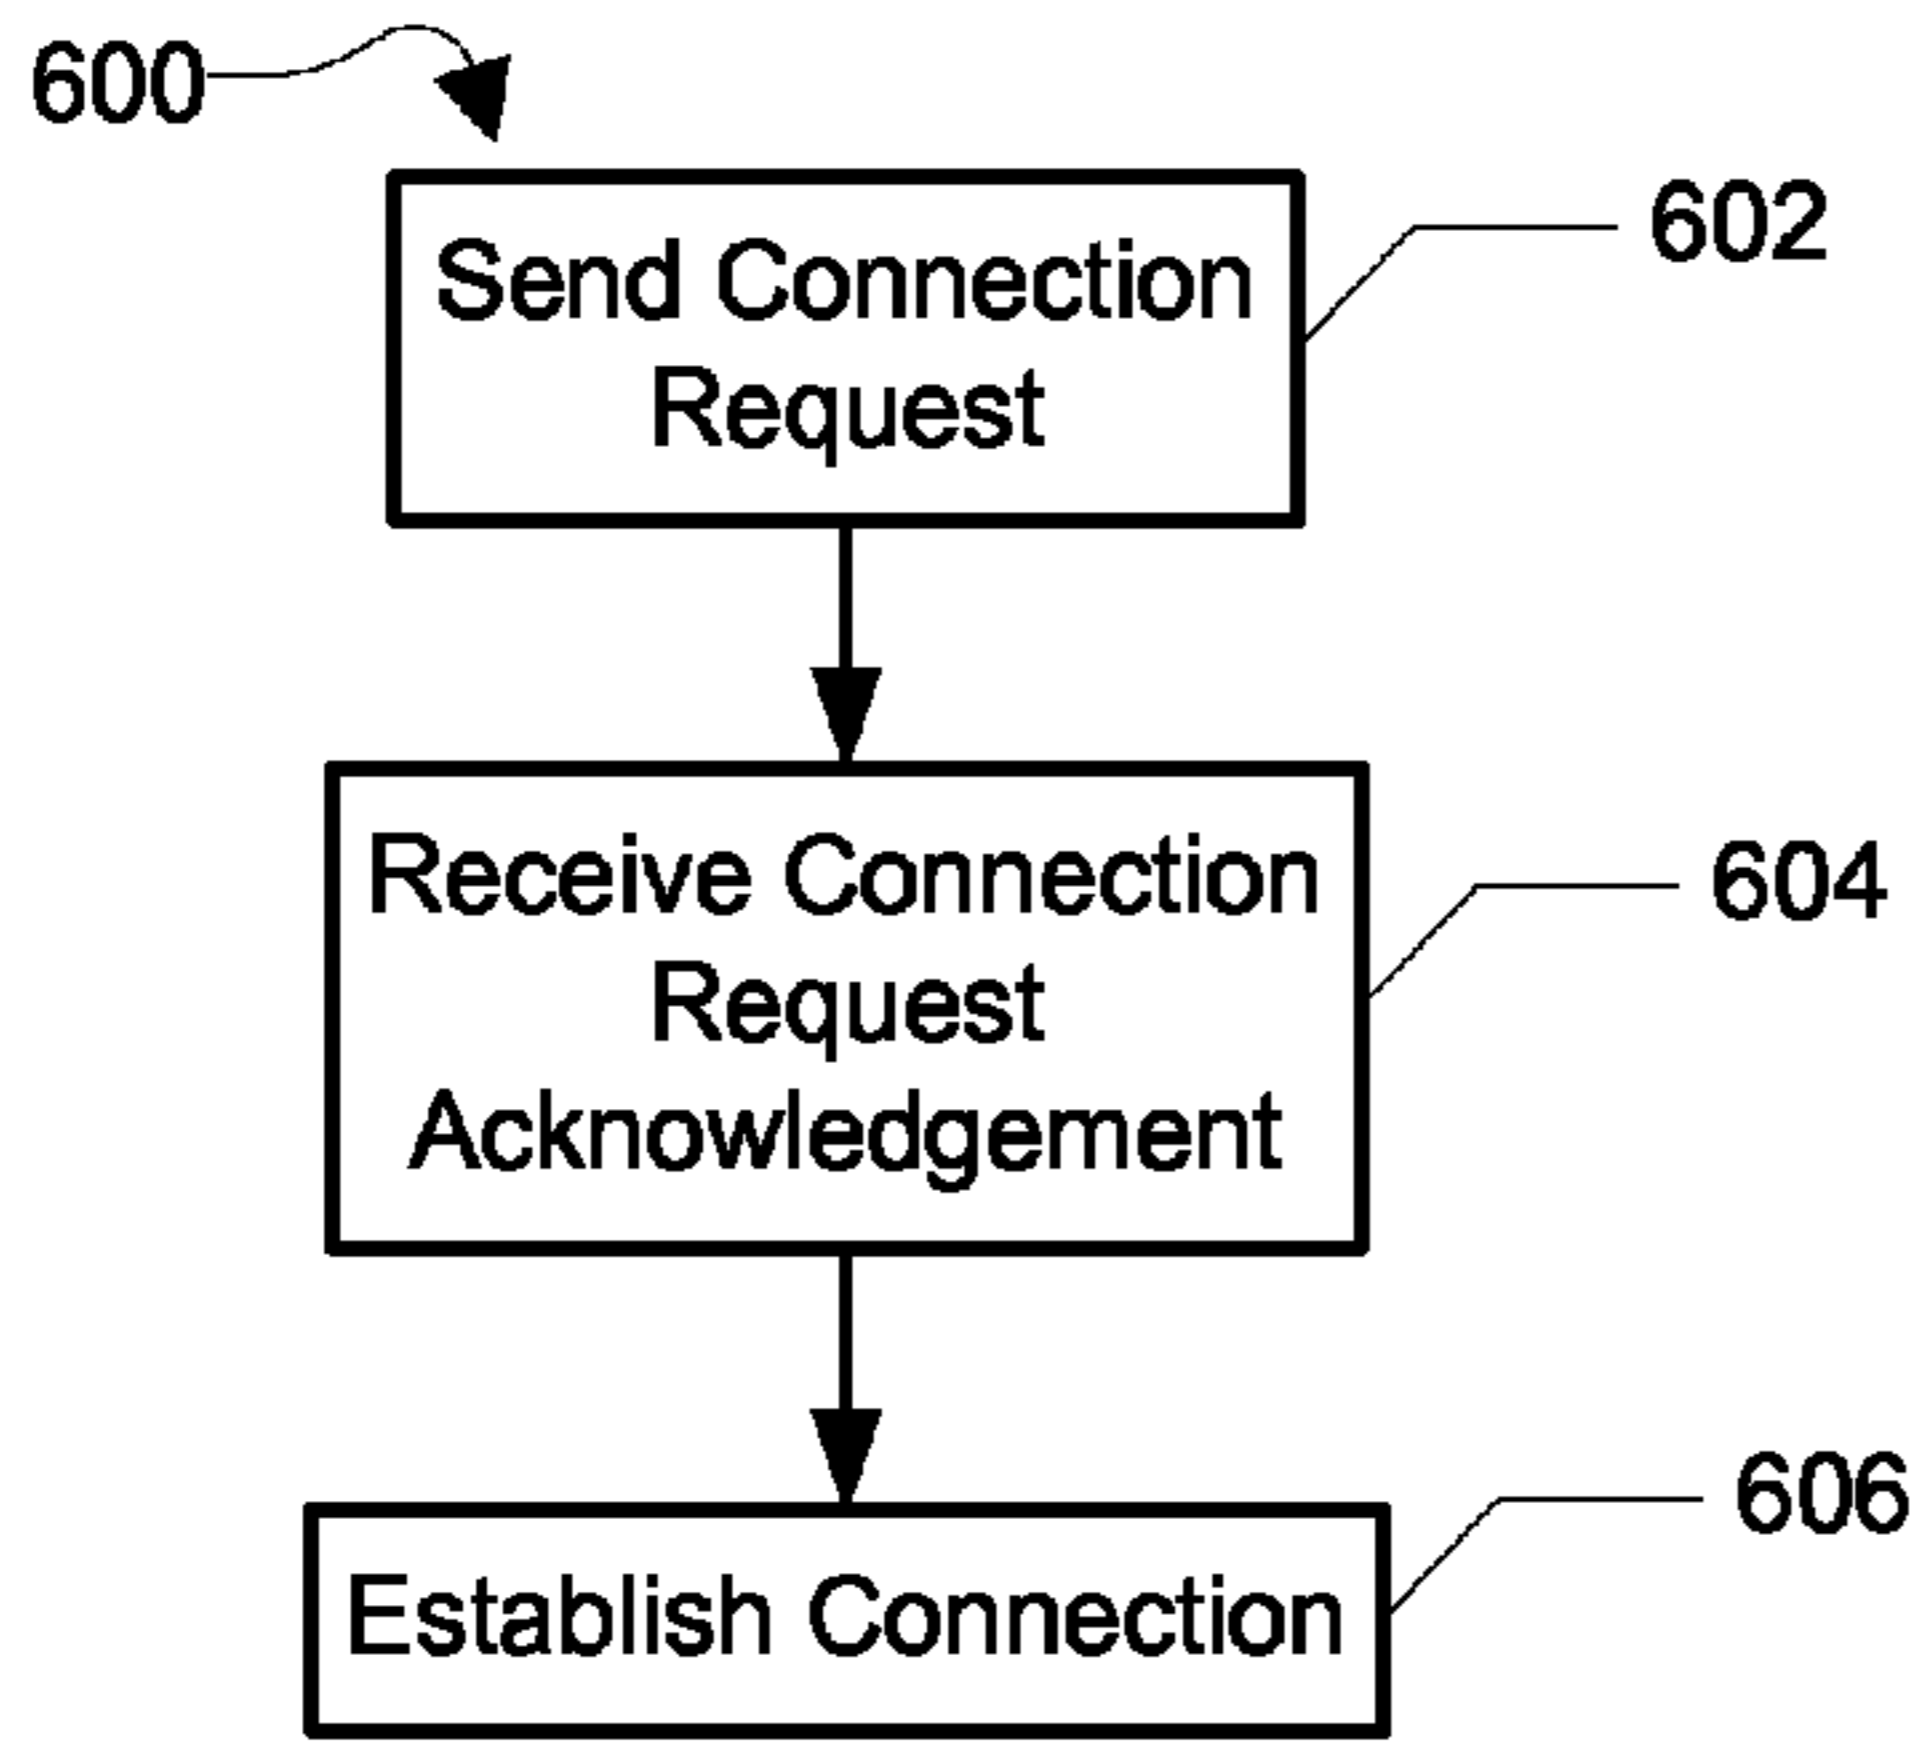 600
602
Send Connection
Request
604
Receive Connection
Request
Acknowledgement
606
Establish Connection